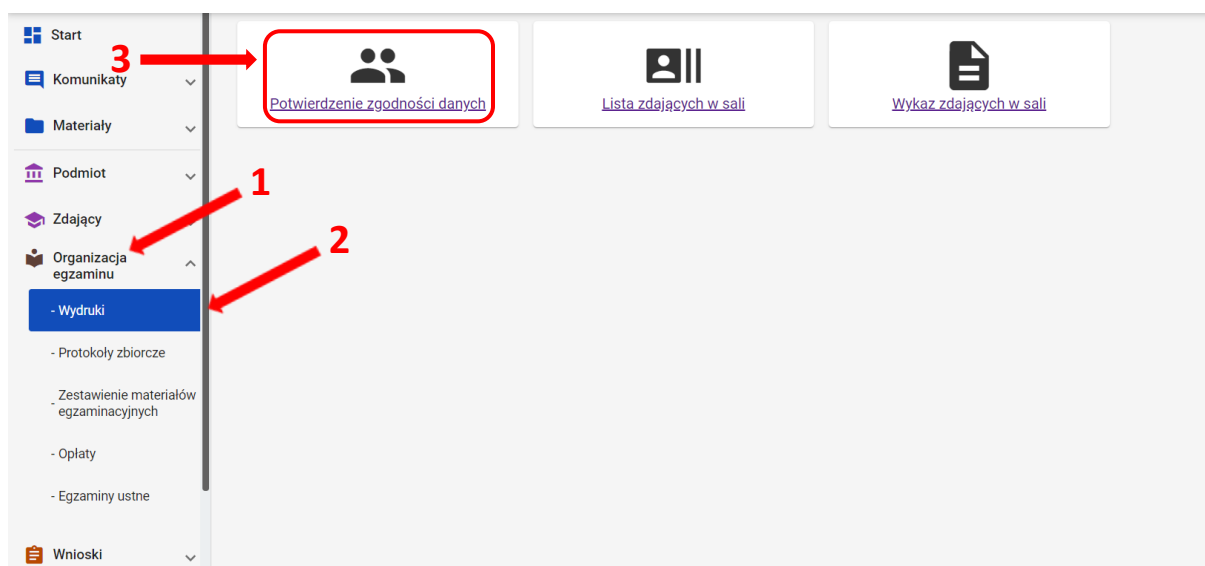 Start
Komunikaty
Materiały
Podmiot
Zdający
Organizacja
egzaminu
- Wydruki
- Protokoły zbiorcze
- Zestawienie materiałów
egzaminacyjnych
- Opłaty
- Egzaminy ustne
Wnioski
3
1
2
Potwierdzenie zgodności danych
Lista zdających w sali
Wykaz zdających w sali